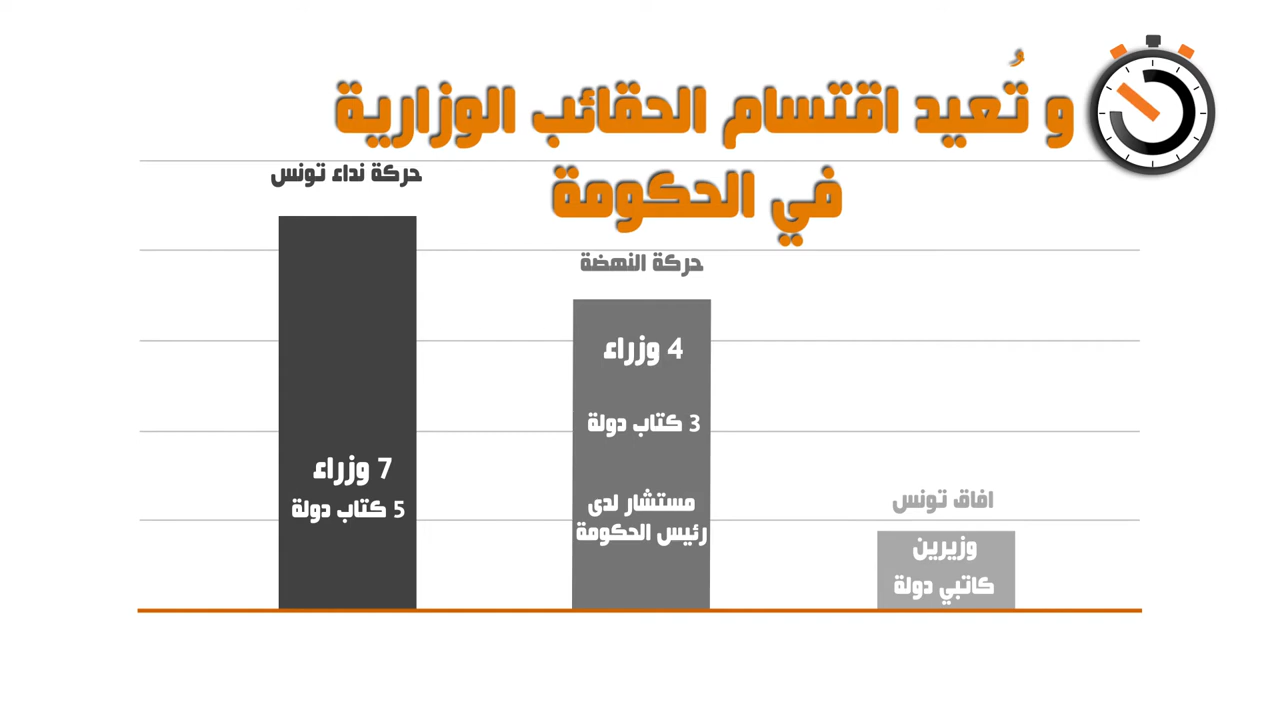 و تُعيد اقتسام الحقائب الوزارية
في الحكومة
حركة نداء تونس
7 وزراء
5 كتاب دولة
حركة النهضة
4 وزراء
3 كتاب دولة
مستشار لدى
رئيس الحكومة
افاق تونس
وزيرين
كاتبي دولة